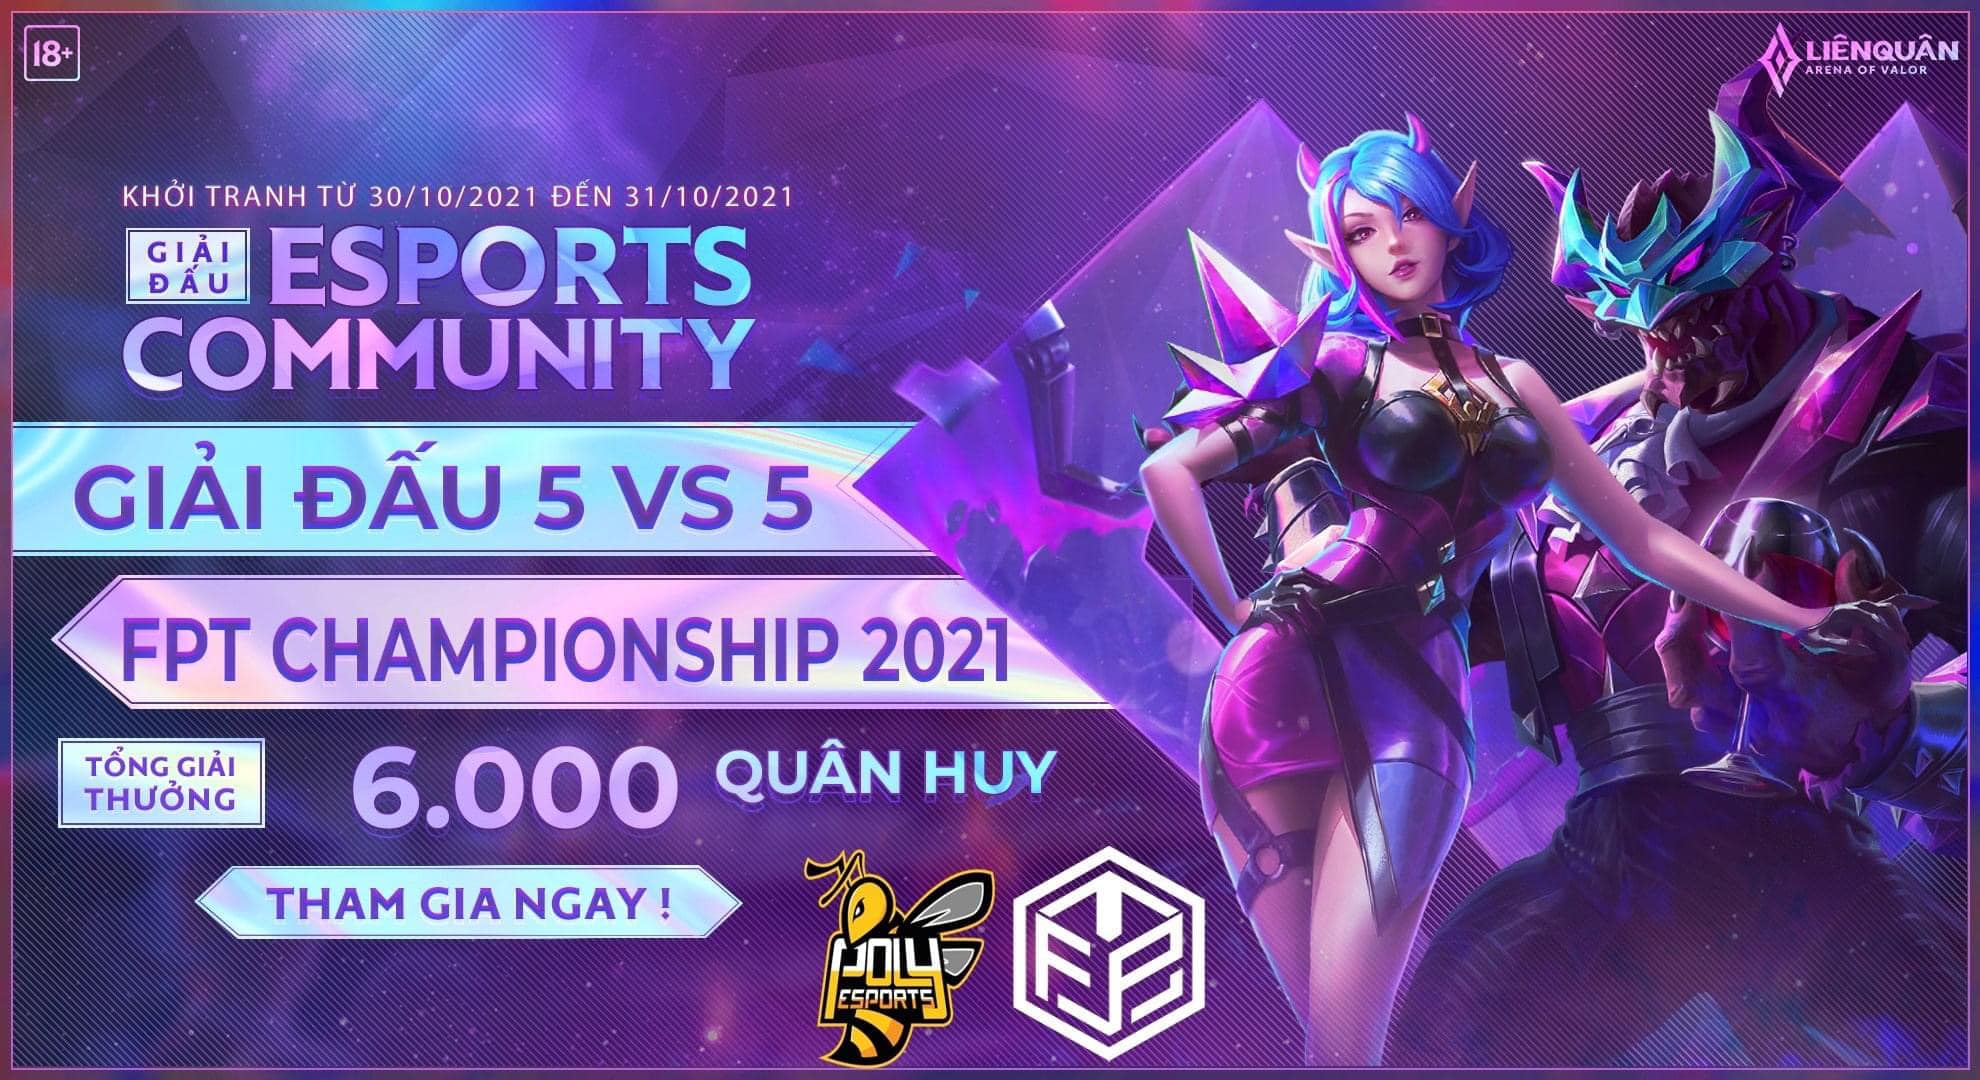 18+
LIÊNQUÂN
ARENA OF VALOR
KHỞI TRANH TỪ 30/10/2021 ĐẾN 31/10/2021
GIẢI
ĐẤU
ESPORTS
COMMUNITY
GIẢI ĐẤU 5 VS 5
FPT CHAMPIONSHIP 2021
TỔNG GIẢI
THƯỞNG
6.000 QUÂN HUY
THAM GIA NGAY !
POLY
ESPORTS